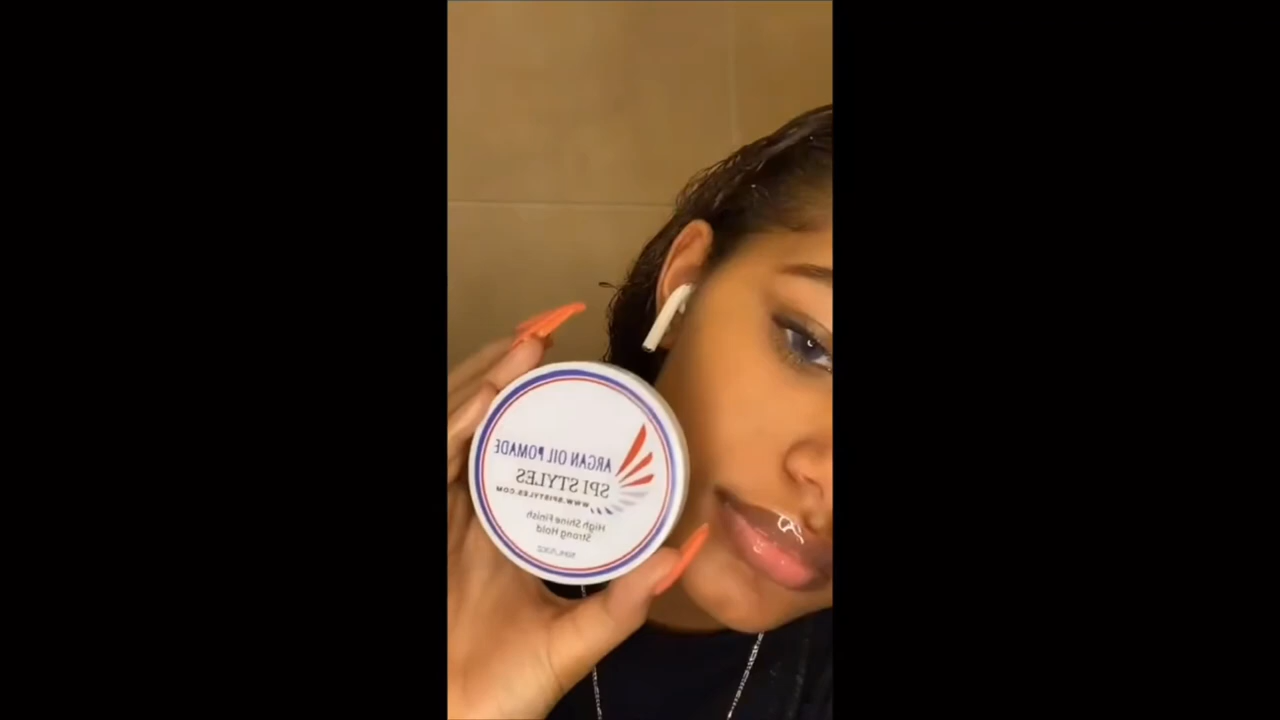 ARGAN OIL POMADE
SPI STYLES
WWW.SPISTYLES.COM
High Shine Finish
Strong Hold